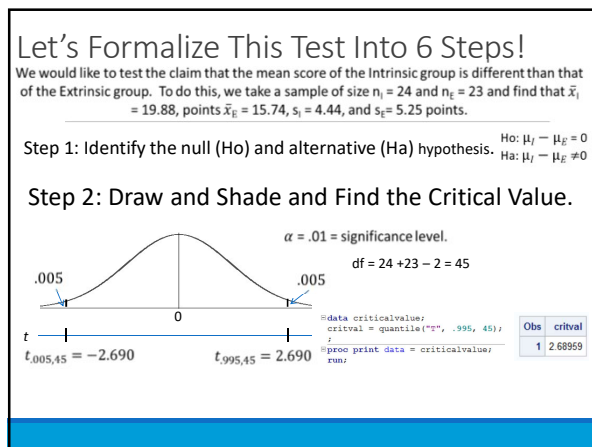 Let's Formalize This Test Into 6 Steps!
We would like to test the claim that the mean score of the Intrinsic group is different than that
of the Extrinsic group. To do this, we take a sample of size nI = 24 and nE = 23 and find that x̄I
= 19.88, points x̄E = 15.74, sI = 4.44, and sE= 5.25 points.
Step 1: Identify the null (Ho) and alternative (Ha) hypothesis.
Ho: μI − μE = 0
Ha: μI − μE ≠0
Step 2: Draw and Shade and Find the Critical Value.
α = .01 = significance level.
df = 24 +23 – 2 = 45
.005
.005
0
t
t.005,45 = −2.690
t.995,45 = 2.690
data criticalvalue;
critval = quantile("T", .995, 45);
;
proc print data = criticalvalue;
run;
Obs critval
1 2.68959